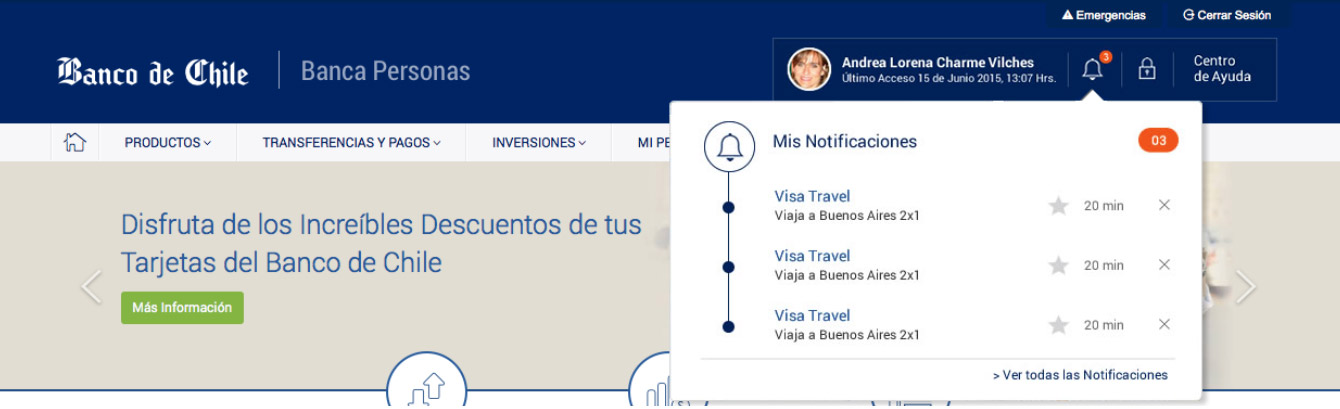 Emergencias
Cerrar Sesión
Banco de Chile
Banca Personas
Andrea Lorena Charme Vilches
Último Acceso 15 de Junio 2015, 13:07 Hrs.
3
Centro
de Ayuda
PRODUCTOS
TRANSFERENCIAS Y PAGOS
INVERSIONES
MI PE
Mis Notificaciones
03
Visa Travel
Viaja a Buenos Aires 2x1
20 min
Visa Travel
Viaja a Buenos Aires 2x1
20 min
Visa Travel
Viaja a Buenos Aires 2x1
20 min
> Ver todas las Notificaciones
Disfruta de los Increíbles Descuentos de tus
Tarjetas del Banco de Chile
Más Información